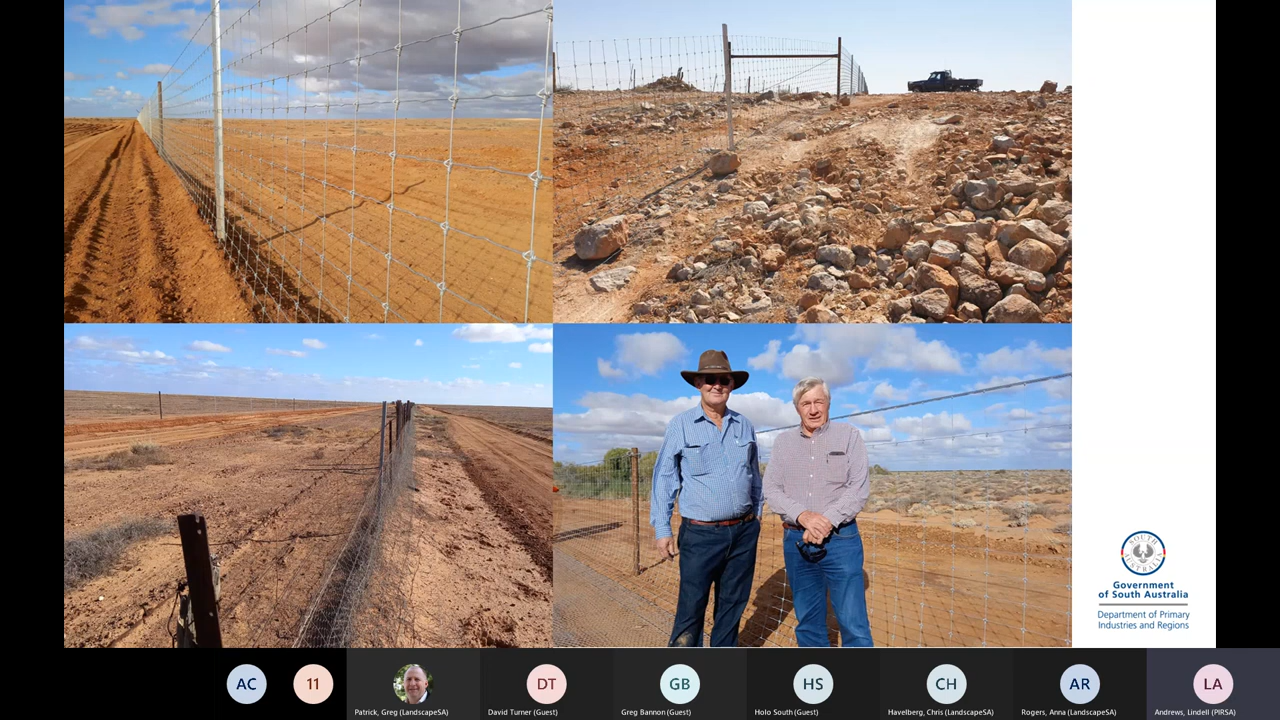 SOUTH AUSTRALIA
Government
of South Australia
Department of Primary
Industries and Regions
AC
11
Patrick, Greg (LandscapeSA)
DT
David Turner (Guest)
GB
Greg Bannon (Guest)
HS
Holo South (Guest)
CH
Havelberg, Chris (LandscapeSA)
AR
Rogers, Anna (LandscapeSA)
LA
Andrews, Lindell (PIRSA)